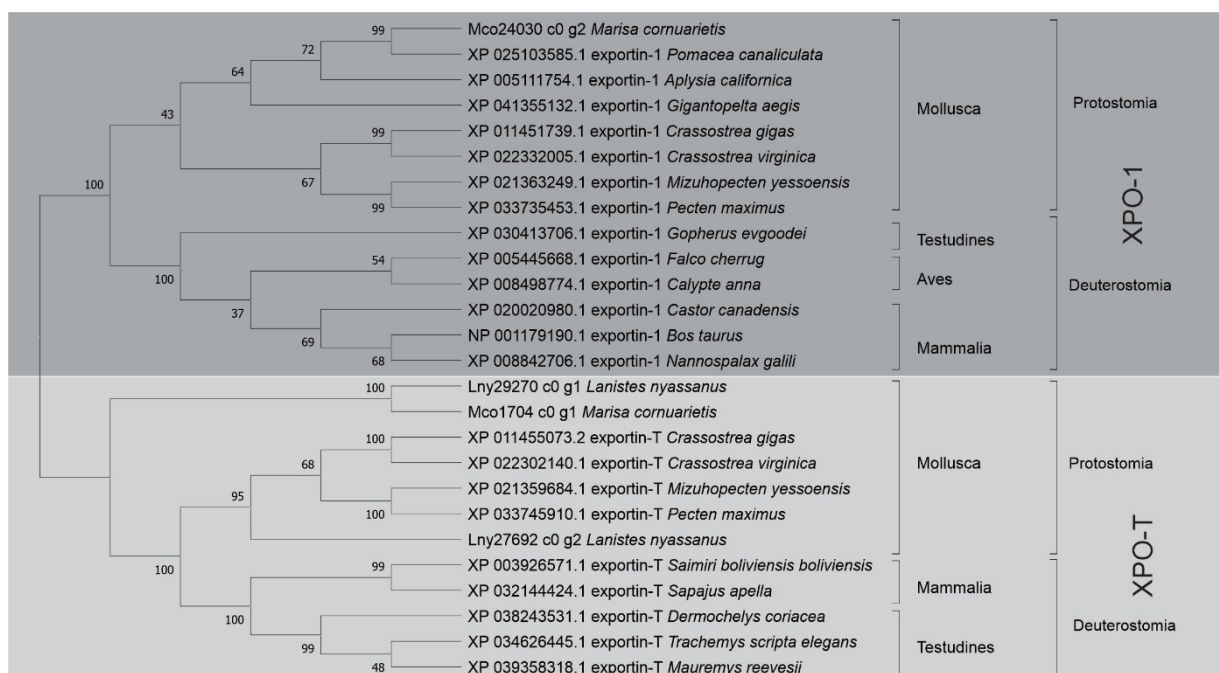 99
Mco24030 c0 g2 Marisa cornuarietis
72
XP 025103585.1 exportin-1 Pomacea canaliculata
64
XP 005111754.1 exportin-1 Aplysia californica
XP 041355132.1 exportin-1 Gigantopelta aegis
Mollusca
Protostomia
43
99
XP 011451739.1 exportin-1 Crassostrea gigas
XP 022332005.1 exportin-1 Crassostrea virginica
67
XP 021363249.1 exportin-1 Mizuhopecten yessoensis
100
99
XP 033735453.1 exportin-1 Pecten maximus
XPO-1
XP 030413706.1 exportin-1 Gopherus evgoodei
Testudines
54
XP 005445668.1 exportin-1 Falco cherrug
100
XP 008498774.1 exportin-1 Calypte anna
Aves
Deuterostomia
37
XP 020020980.1 exportin-1 Castor canadensis
69
NP 001179190.1 exportin-1 Bos taurus
Mammalia
68
XP 008842706.1 exportin-1 Nannospalax galili
100
Lny29270 c0 g1 Lanistes nyassanus
Mco1704 c0 g1 Marisa cornuarietis
100
XP 011455073.2 exportin-T Crassostrea gigas
68
XP 022302140.1 exportin-T Crassostrea virginica
Mollusca
Protostomia
95
XP 021359684.1 exportin-T Mizuhopecten yessoensis
100
XP 033745910.1 exportin-T Pecten maximus
Lny27692 c0 g2 Lanistes nyassanus
XPO-T
100
99
XP 003926571.1 exportin-T Saimiri boliviensis boliviensis
Mammalia
XP 032144424.1 exportin-T Sapajus apella
100
XP 038243531.1 exportin-T Dermochelys coriacea
Deuterostomia
99
XP 034626445.1 exportin-T Trachemys scripta elegans
Testudines
48
XP 039358318.1 exportin-T Mauremys reevesii